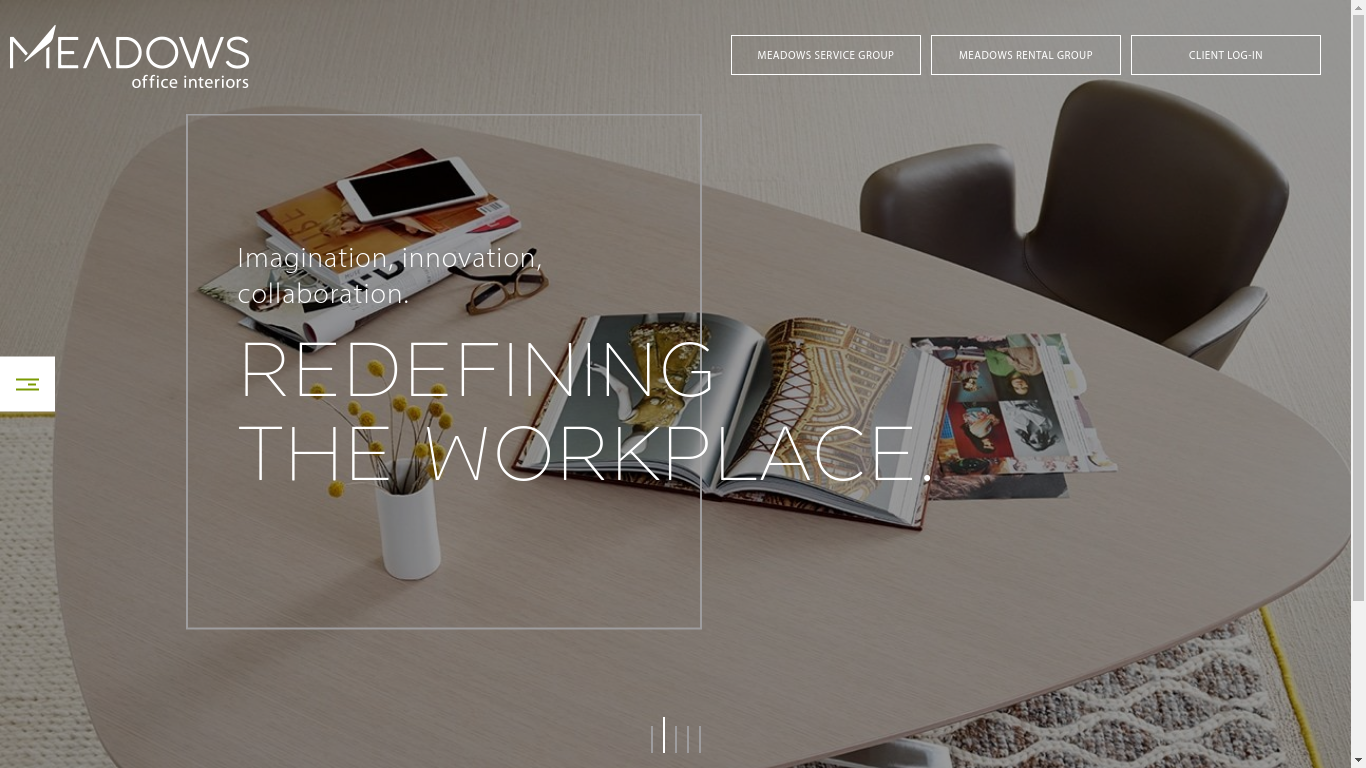 MEADOWS
office interiors
MEADOWS SERVICE GROUP
MEADOWS RENTAL GROUP
CLIENT LOG-IN
Imagination, innovation,
collaboration.
REDEFINING
THE WORKPLACE.